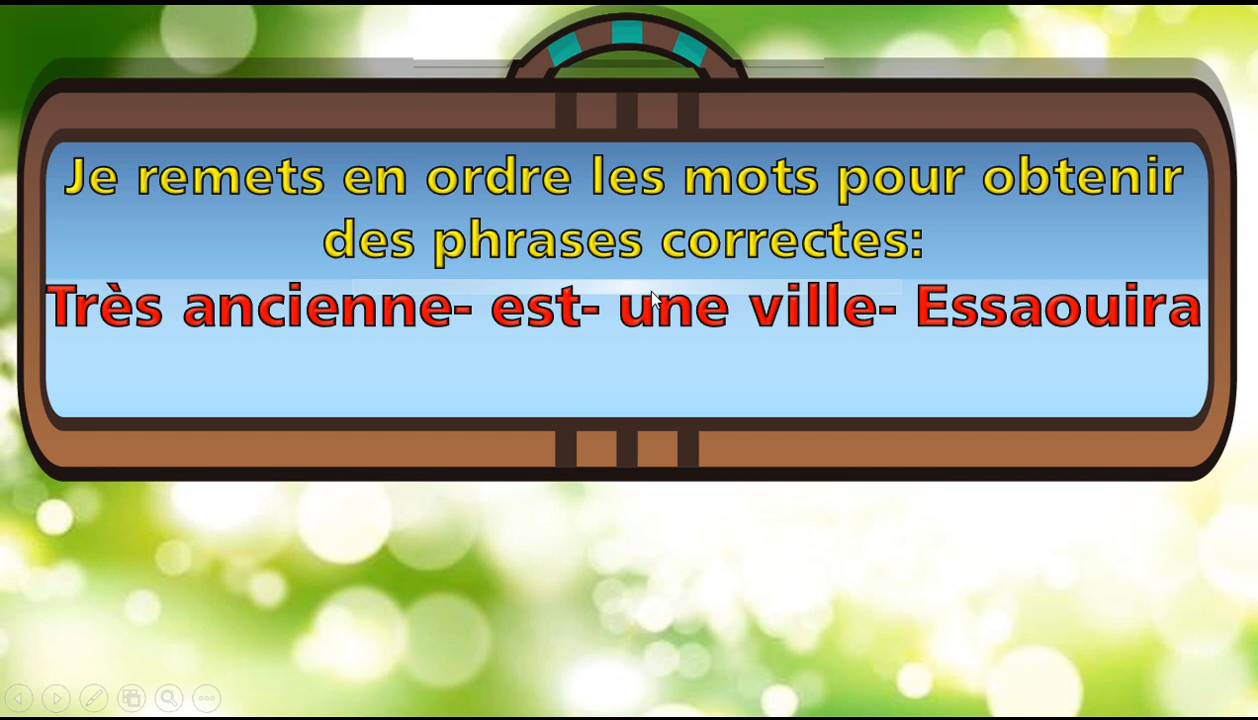 Je remets en ordre les mots pour obtenir
des phrases correctes:
Très ancienne- est- une ville- Essaouira